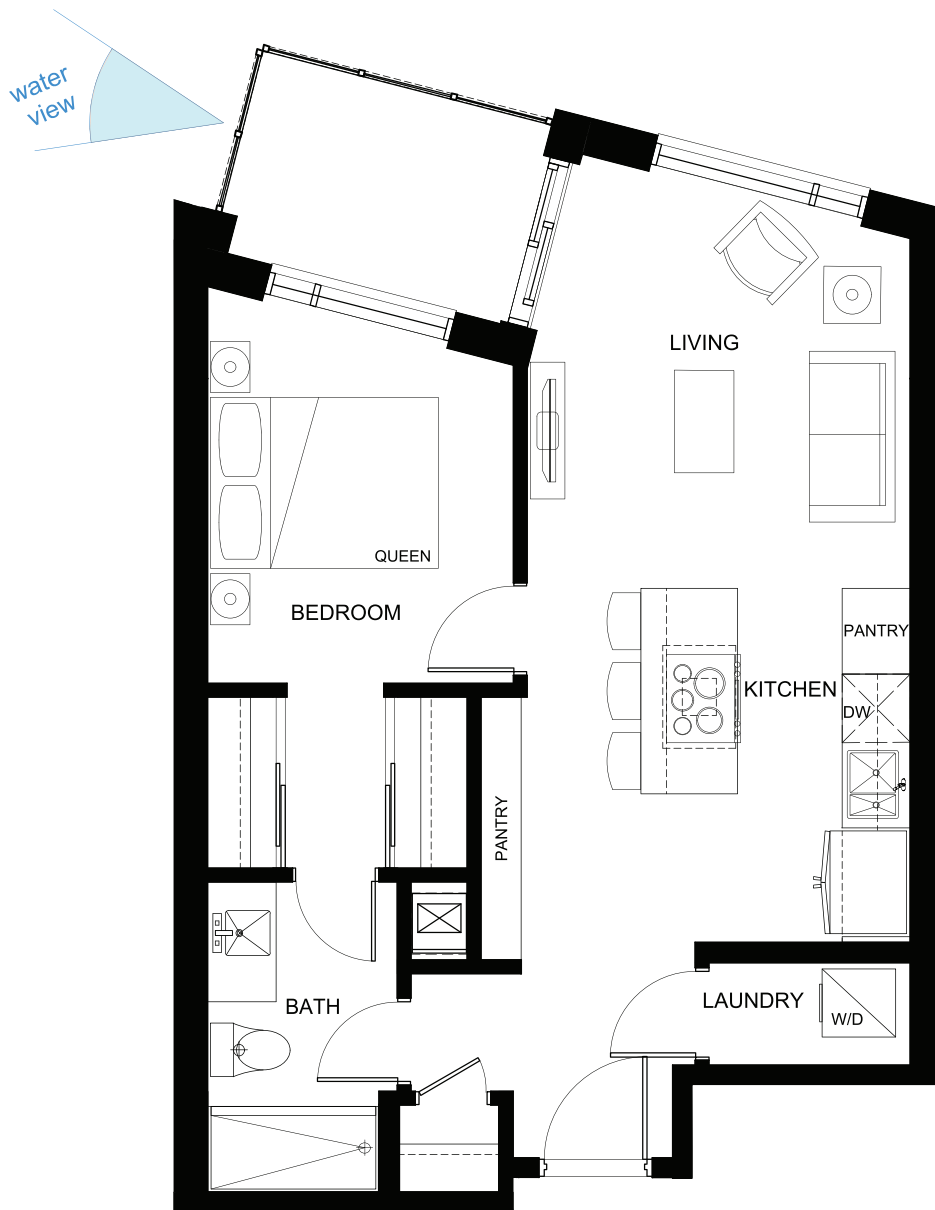 water
view
LIVING
QUEEN
BEDROOM
PANTRY
KITCHEN
DW
PANTRY
BATH
LAUNDRY
W/D